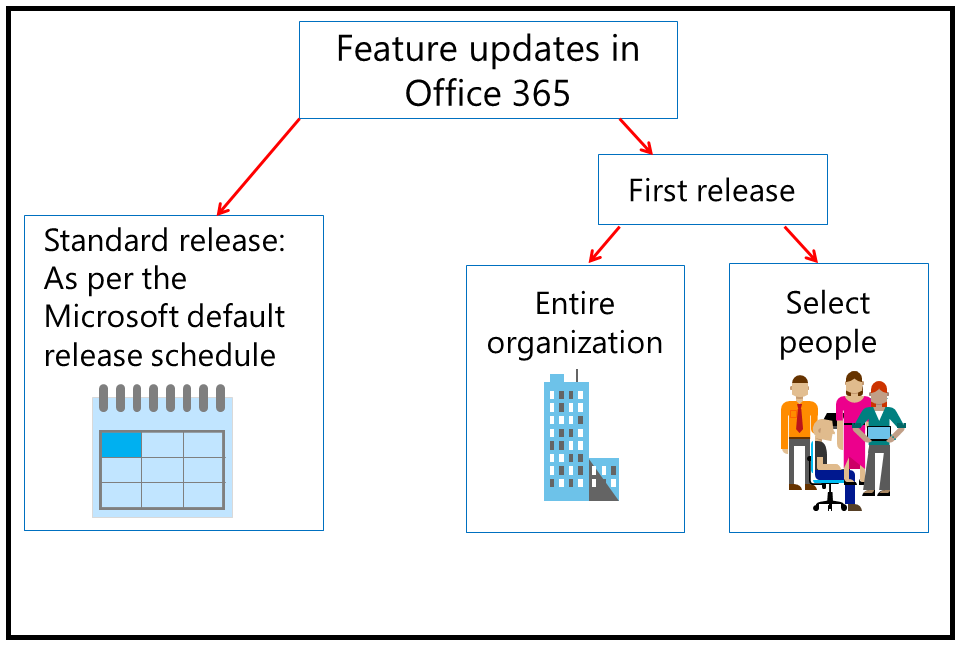 Feature updates in
Office 365
First release
Standard release:
As per the
Microsoft default
release schedule
Entire
organization
Select
people